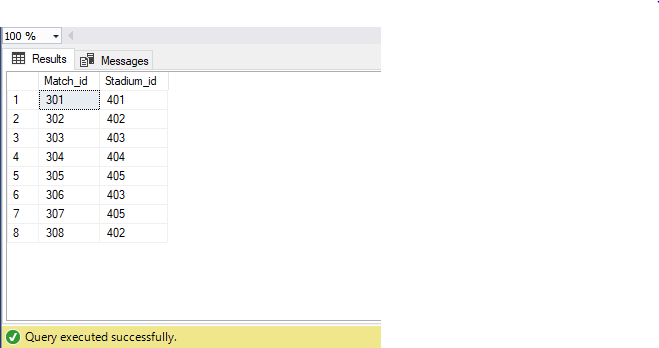 100 %
Results Messages
Match_id Stadium_id
1 301 401
2 302 402
3 303 403
4 304 404
5 305 405
6 306 403
7 307 405
8 308 402
Query executed successfully.